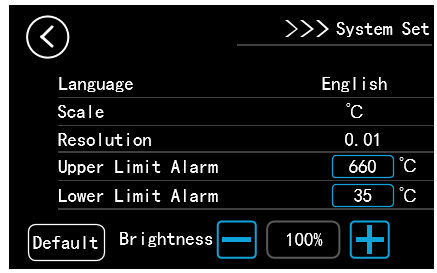 >>> System Set
Language English
Scale ℃
Resolution 0.01
Upper Limit Alarm 660 ℃
Lower Limit Alarm 35 ℃
Default Brightness 100%